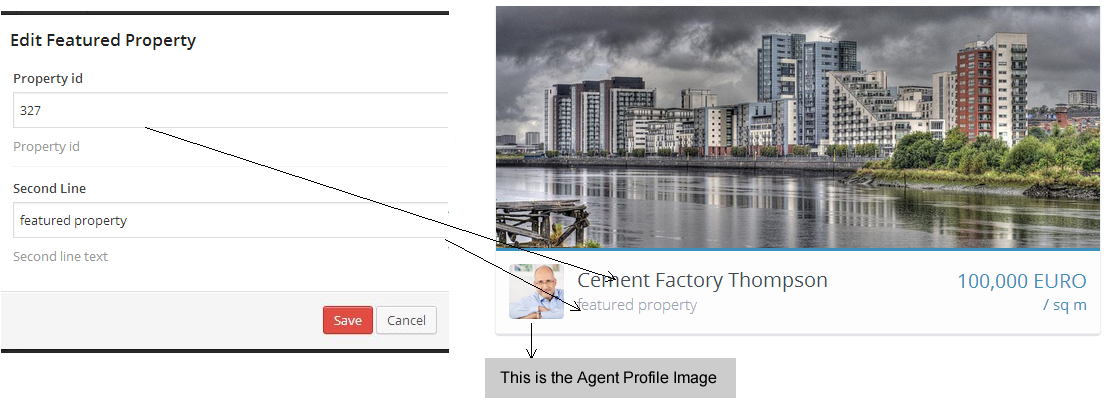 Edit Featured Property
Property id
327
Property id
Second Line
featured property
Second line text
Save Cancel
Cement Factory Thompson
featured property
100,000 EURO
/ sq m
This is the Agent Profile Image